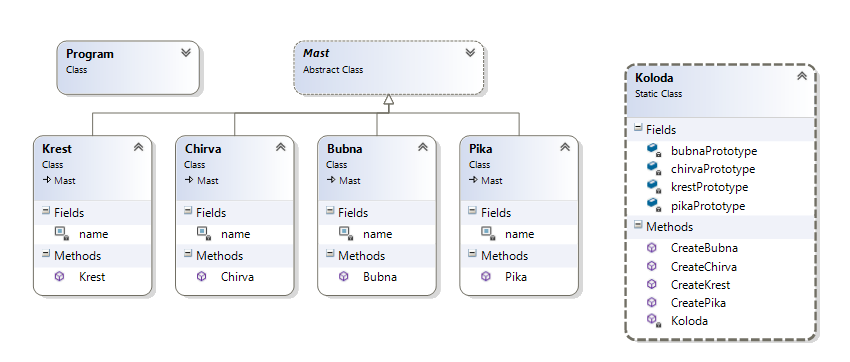 Program
Class
Mast
Abstract Class
Koloda
Static Class
Fields
bubnaPrototype
chirvaPrototype
krestPrototype
pikaPrototype
Methods
CreateBubna
CreateChirva
CreateKrest
CreatePika
Koloda
Krest
Class
Mast
Fields
name
Methods
Krest
Chirva
Class
Mast
Fields
name
Methods
Chirva
Bubna
Class
Mast
Fields
name
Methods
Bubna
Pika
Class
Mast
Fields
name
Methods
Pika